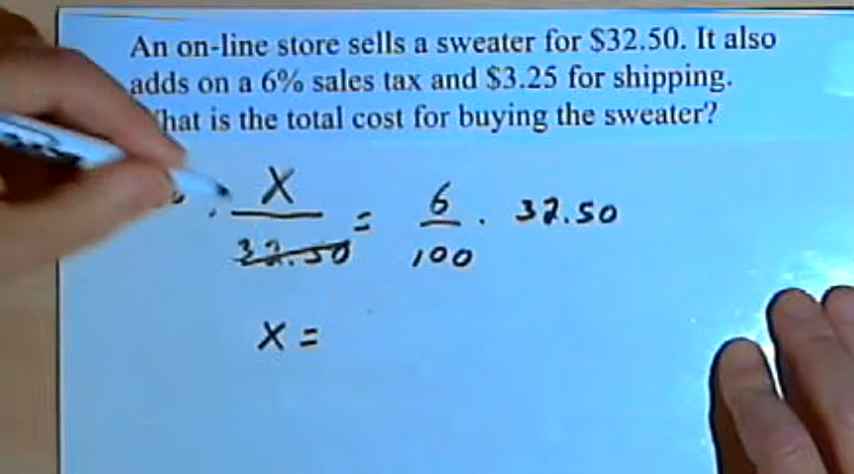 An on-line store sells a sweater for $32.50. It also
adds on a 6% sales tax and $3.25 for shipping.
hat is the total cost for buying the sweater?
· X/32.50 = 6/100 · 32.50
X =